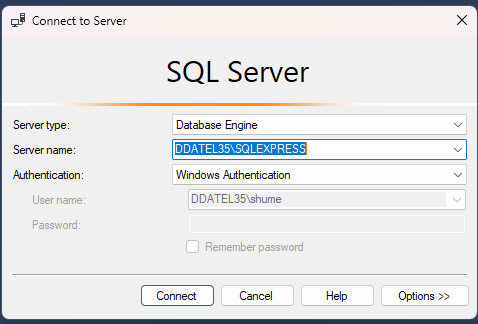 Connect to Server
SQL Server
Server type: Database Engine
Server name: DDATEL35\SQLEXPRESS
Authentication: Windows Authentication
User name: DDATEL35\shume
Password:
Remember password
Connect Cancel Help Options >>